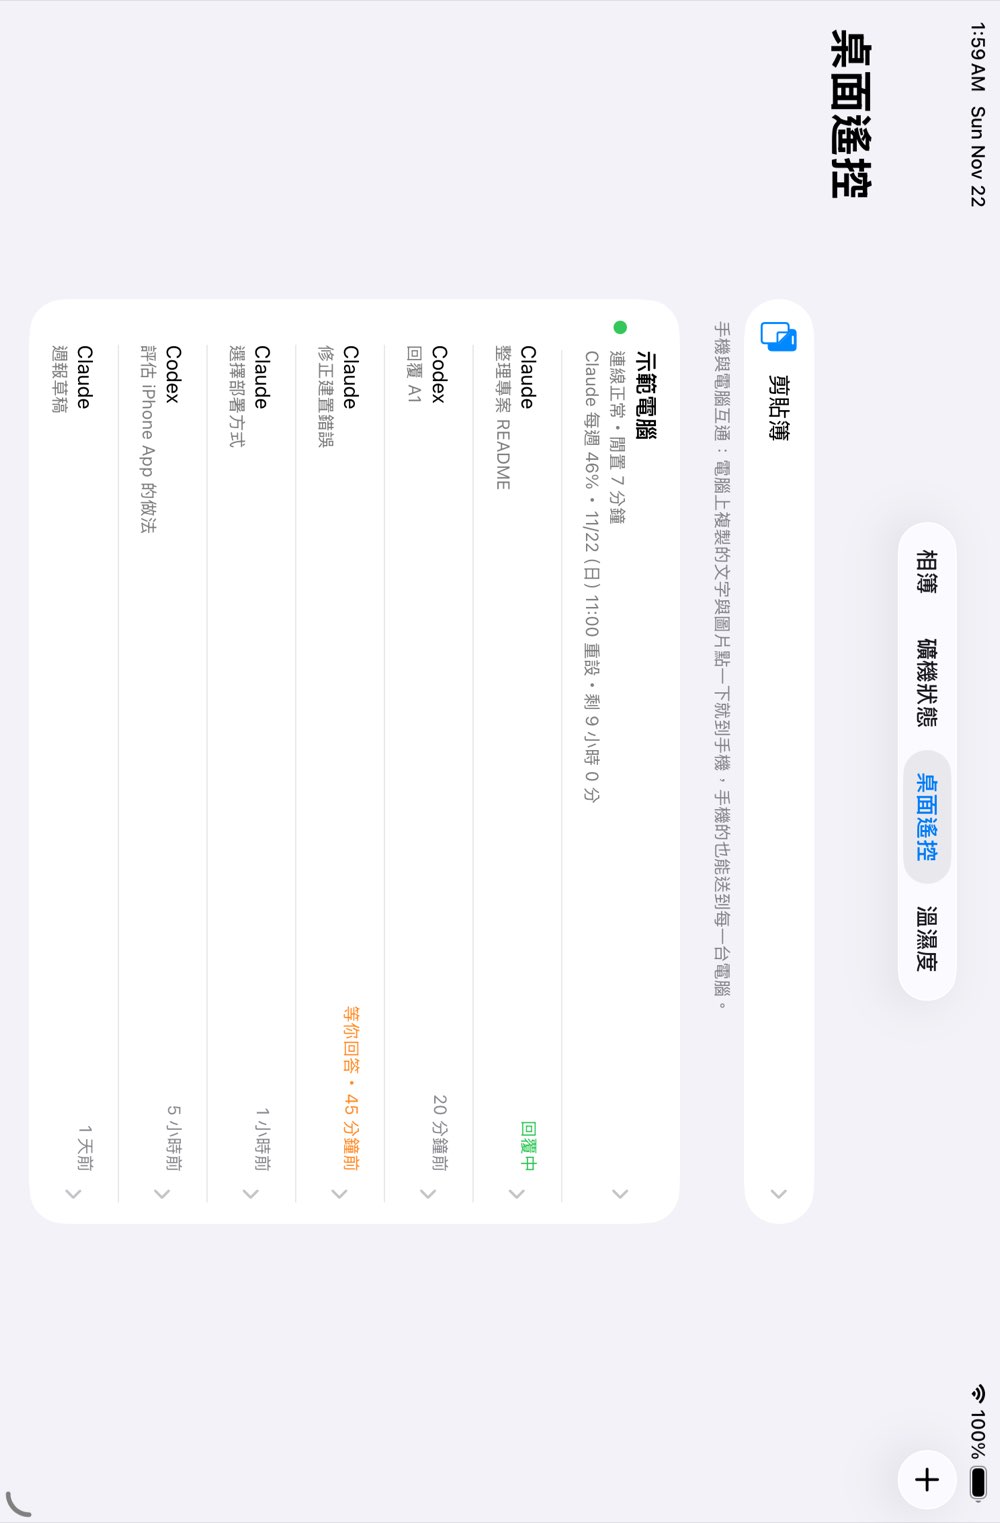 1:59 AM Sun Nov 22
100%
相簿 礦機狀態 桌面遙控 溫濕度
桌面遙控
剪貼簿
手機與電腦互通：電腦上複製的文字與圖片點一下就到手機，手機的也能送到每一台電腦。
示範電腦
連線正常・閒置 7 分鐘
Claude 每週 46%・11/22 (日) 11:00 重設・剩 9 小時 0 分
Claude
回覆中
整理專案 README
Codex
20 分鐘前
回覆 A1
Claude
等你回答・45 分鐘前
修正建置錯誤
Claude
1 小時前
選擇部署方式
Codex
5 小時前
評估 iPhone App 的做法
Claude
1 天前
週報草稿